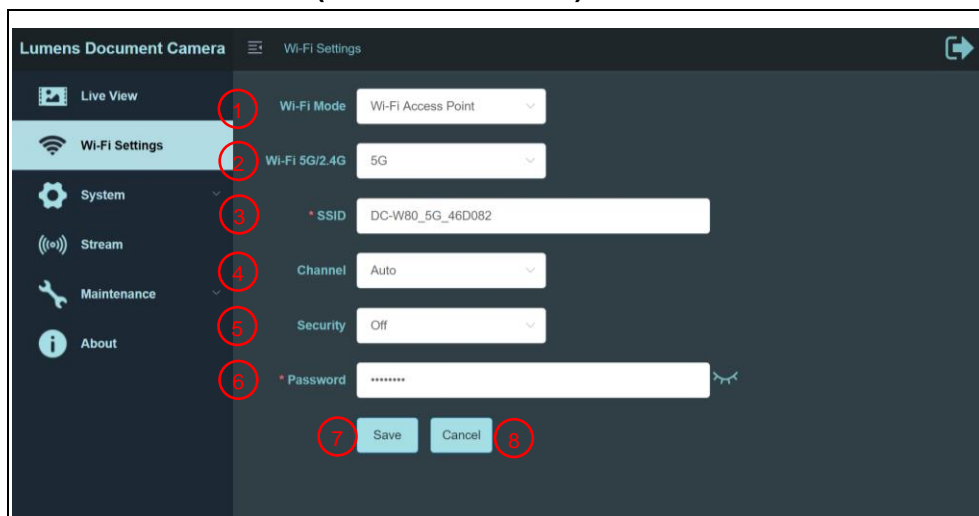 Lumens Document Camera
Wi-Fi Settings
Live View
Wi-Fi Settings
System
Stream
Maintenance
About
1 Wi-Fi Mode Wi-Fi Access Point
2 Wi-Fi 5G/2.4G 5G
3 * SSID DC-W80_5G_46D082
4 Channel Auto
5 Security Off
6 * Password ••••••••
7 Save Cancel 8